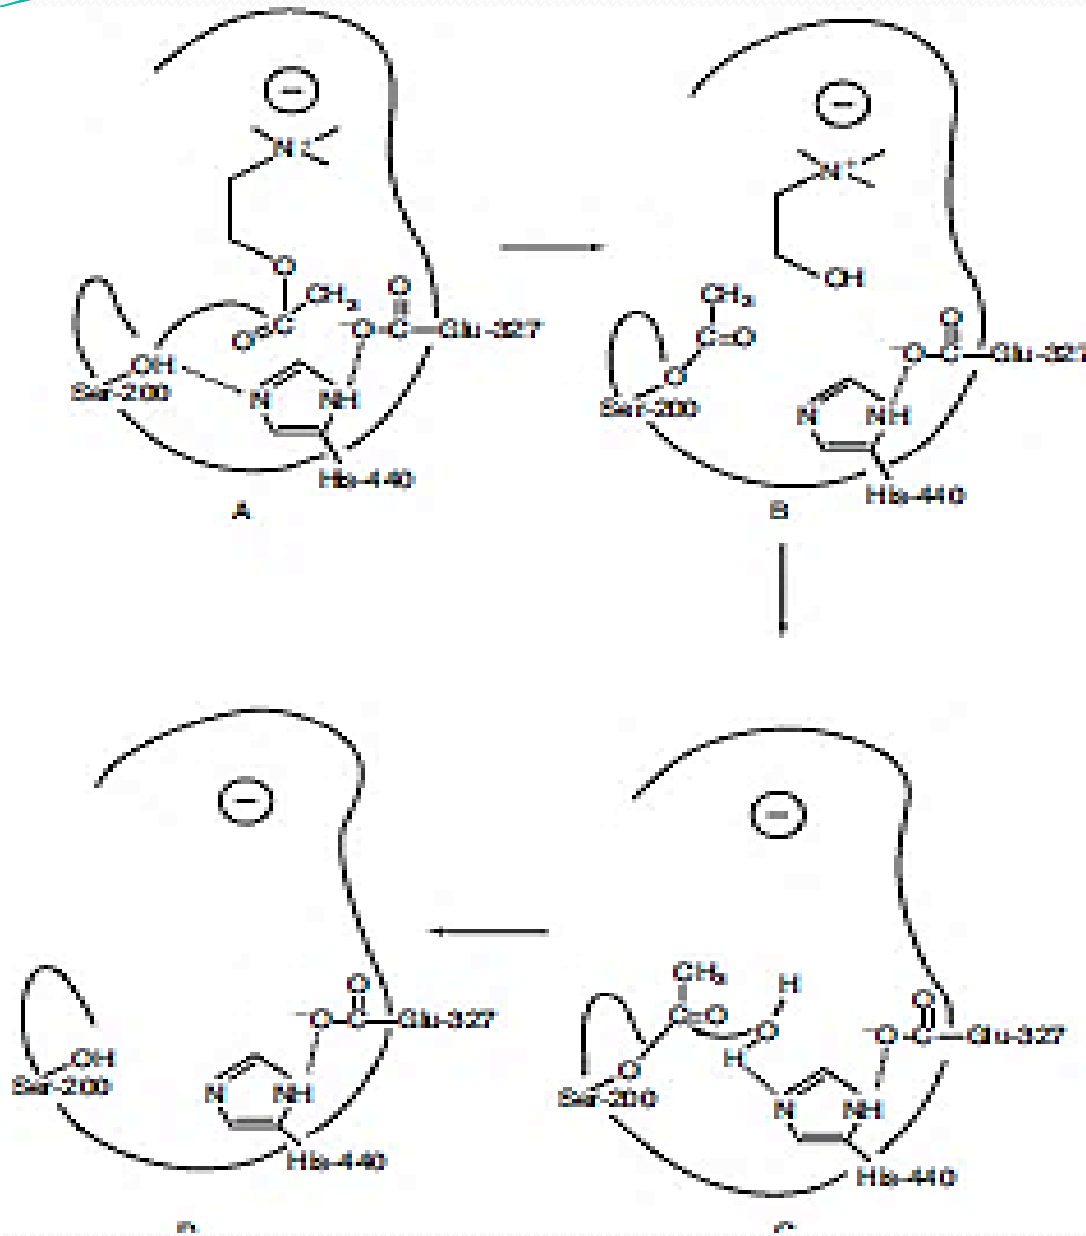 N+
O
CH3
O
O=C
-O-C-Glu-327
OH
Ser-200
N
NH
His-440
A
N+
OH
CH3
C=O
O
-O-C-Glu-327
O
Ser-200
N
NH
His-440
B
O
-O-C-Glu-327
OH
Ser-200
N
NH
His-440
D
CH3
H
C=O
O
O
-O-C-Glu-327
H
O
Ser-200
N
NH
His-440
C